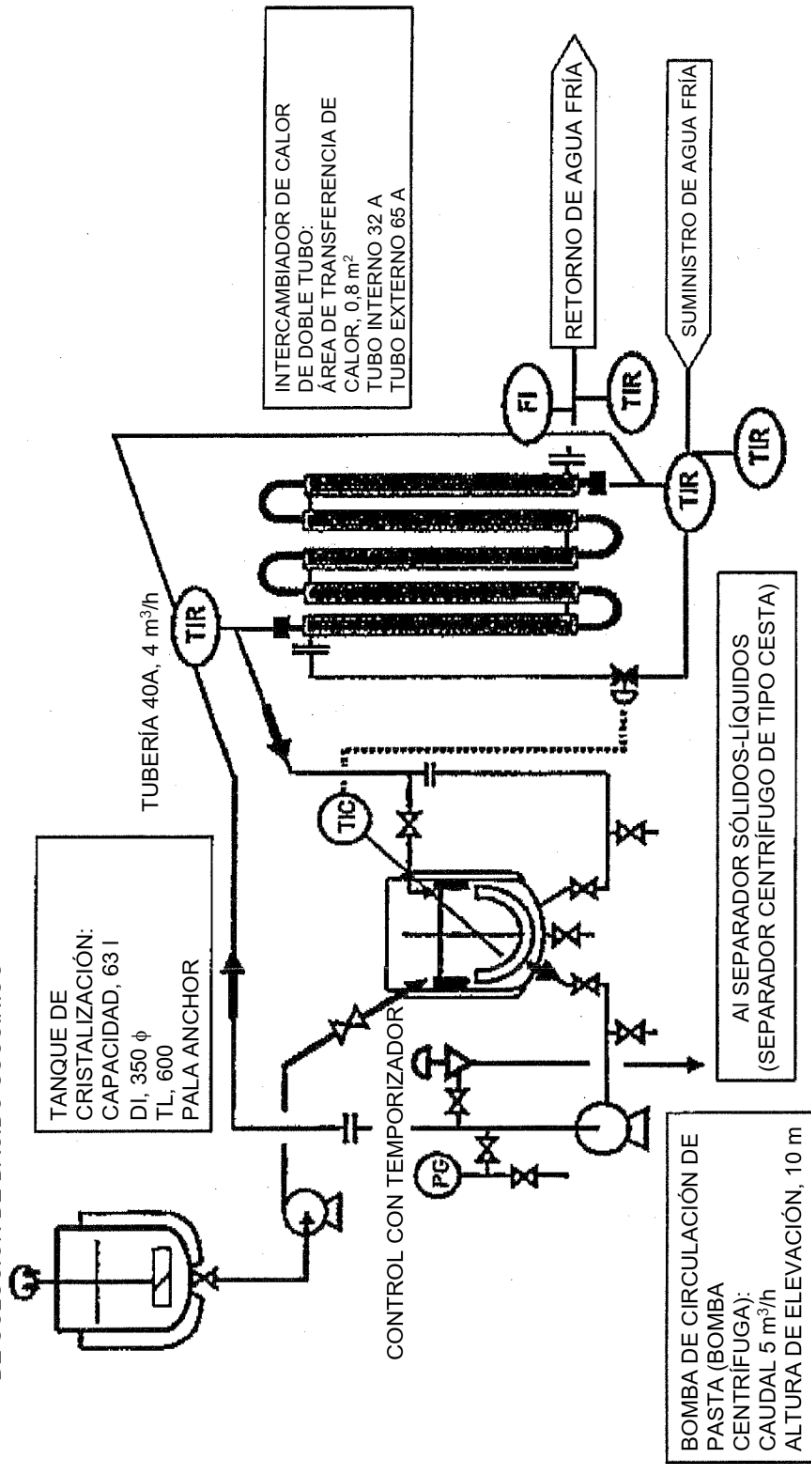 TANQUE DE
CRISTALIZACIÓN:
CAPACIDAD, 63 l
DI, 350 ϕ
TL, 600
PALA ANCHOR
TUBERÍA 40A, 4 m³/h
TIR
INTERCAMBIADOR DE CALOR
DE DOBLE TUBO:
ÁREA DE TRANSFERENCIA DE
CALOR, 0,8 m²
TUBO INTERNO 32 A
TUBO EXTERNO 65 A
CONTROL CON TEMPORIZADOR
TIC
FI
RETORNO DE AGUA FRÍA
TIR
TIR
SUMINISTRO DE AGUA FRÍA
TIR
PG
BOMBA DE CIRCULACIÓN DE
PASTA (BOMBA
CENTRÍFUGA):
CAUDAL 5 m³/h
ALTURA DE ELEVACIÓN, 10 m
Al SEPARADOR SÓLIDOS-LÍQUIDOS
(SEPARADOR CENTRÍFUGO DE TIPO CESTA)